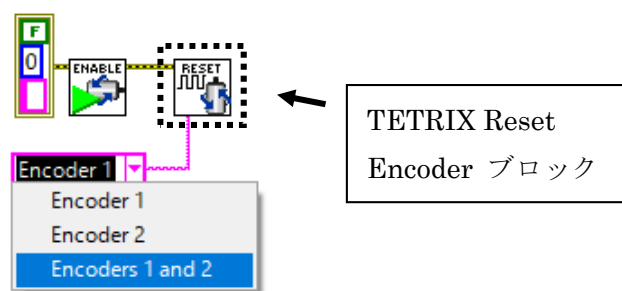 F
0
ENABLE
RESET
TETRIX Reset
Encoder ブロック
Encoder 1
Encoder 1
Encoder 2
Encoders 1 and 2